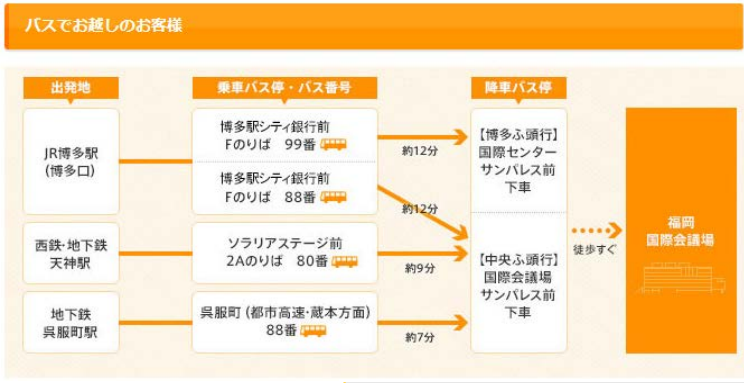 バスでお越しのお客様
出発地
乗車バス停・バス番号
降車バス停
JR博多駅
(博多口)
博多駅シティ銀行前
Fのりば 99番
約12分
博多駅シティ銀行前
Fのりば 88番
約12分
【博多ふ頭行】
国際センター
サンパレス前
下車
西鉄・地下鉄
天神駅
ソラリアステージ前
2Aのりば 80番
約9分
地下鉄
呉服町駅
呉服町(都市高速・蔵本方面)
88番
約7分
【中央ふ頭行】
国際会議場
サンパレス前
下車
徒歩すぐ
福岡
国際会議場